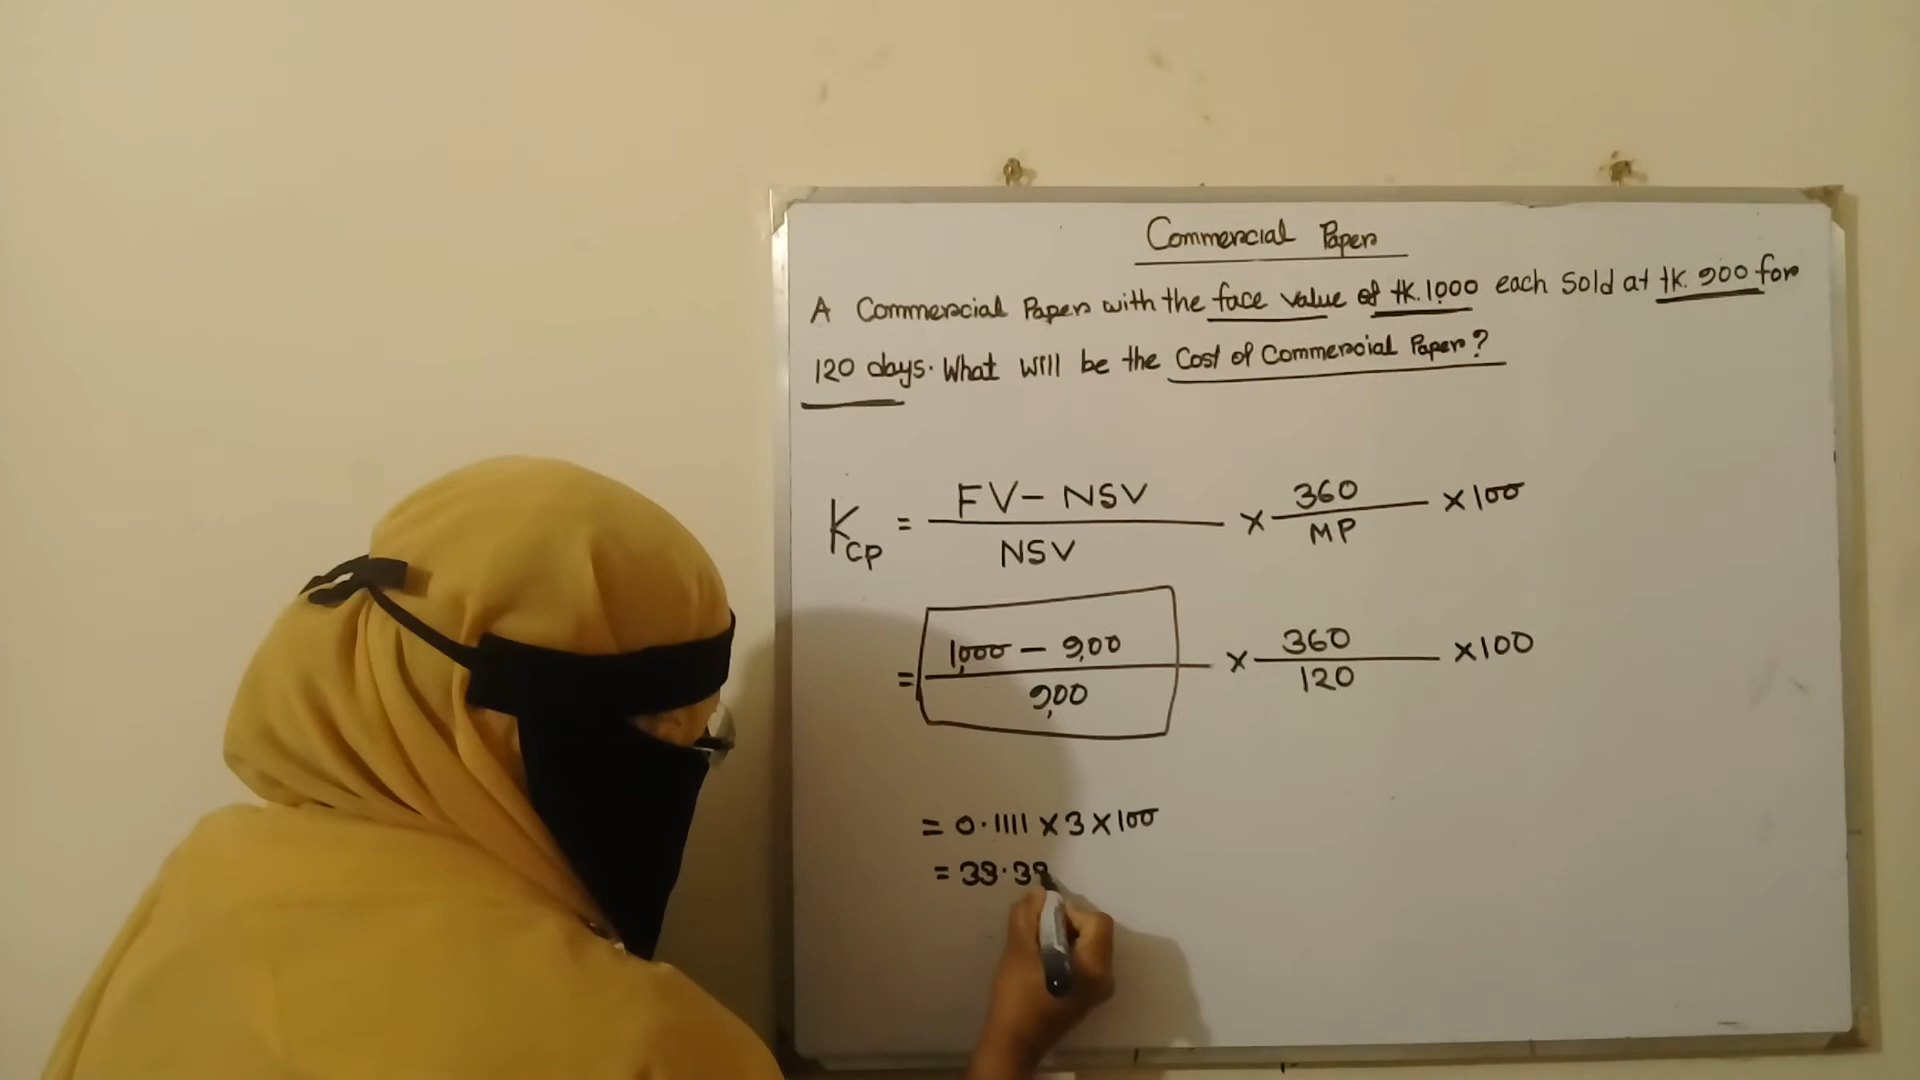 Commercial Paper
A Commercial Paper with the face value of tk.1000 each Sold at tk. 900 for
120 days. What will be the Cost of Commercial Paper?
Kcp = FV - NSV / NSV × 360 / MP × 100
= 1,000 - 900 / 900 × 360 / 120 × 100
= 0.1111 × 3 × 100
= 33.33